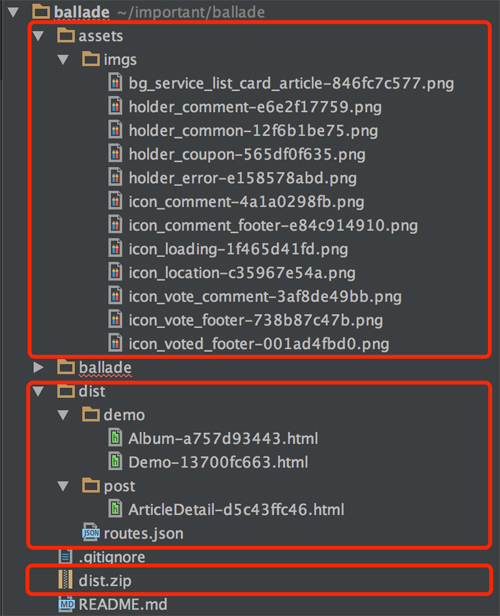 ballade ~/important/ballade
assets
imgs
bg_service_list_card_article-846fc7c577.png
holder_comment-e6e2f17759.png
holder_common-12f6b1be75.png
holder_coupon-565df0f635.png
holder_error-e158578abd.png
icon_comment-4a1a0298fb.png
icon_comment_footer-e84c914910.png
icon_loading-1f465d41fd.png
icon_location-c35967e54a.png
icon_vote_comment-3af8de49bb.png
icon_vote_footer-738b87c47b.png
icon_voted_footer-001ad4fbd0.png
ballade
dist
demo
Album-a757d93443.html
Demo-13700fc663.html
post
ArticleDetail-d5c43ffc46.html
JSON routes.json
.gitignore
dist.zip
MD README.md